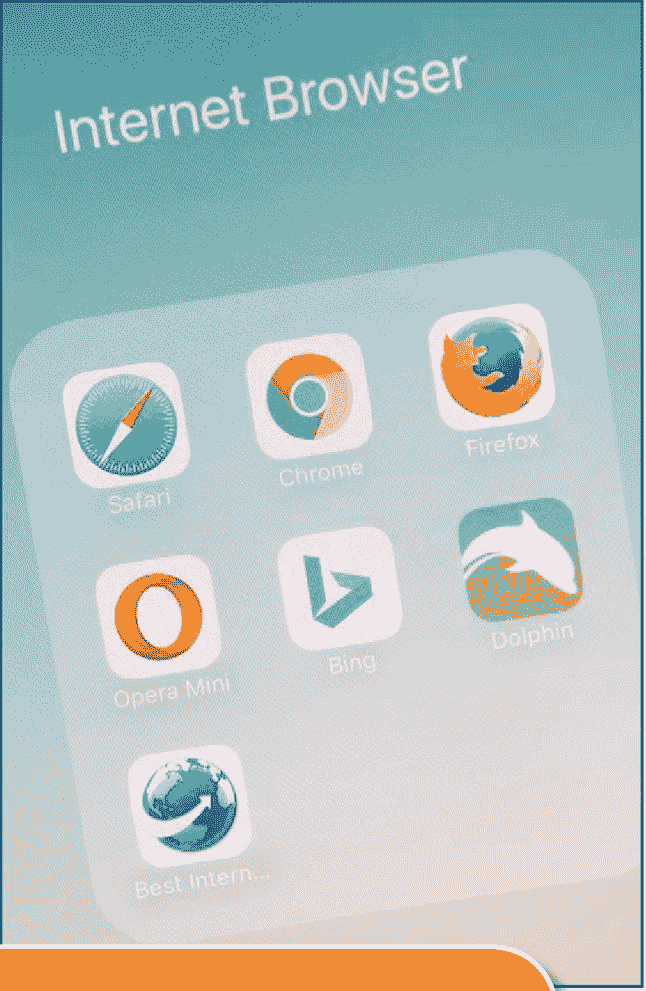 Internet Browser
Safari
Chrome
Firefox
Opera Mini
Bing
Dolphin
Best Intern...